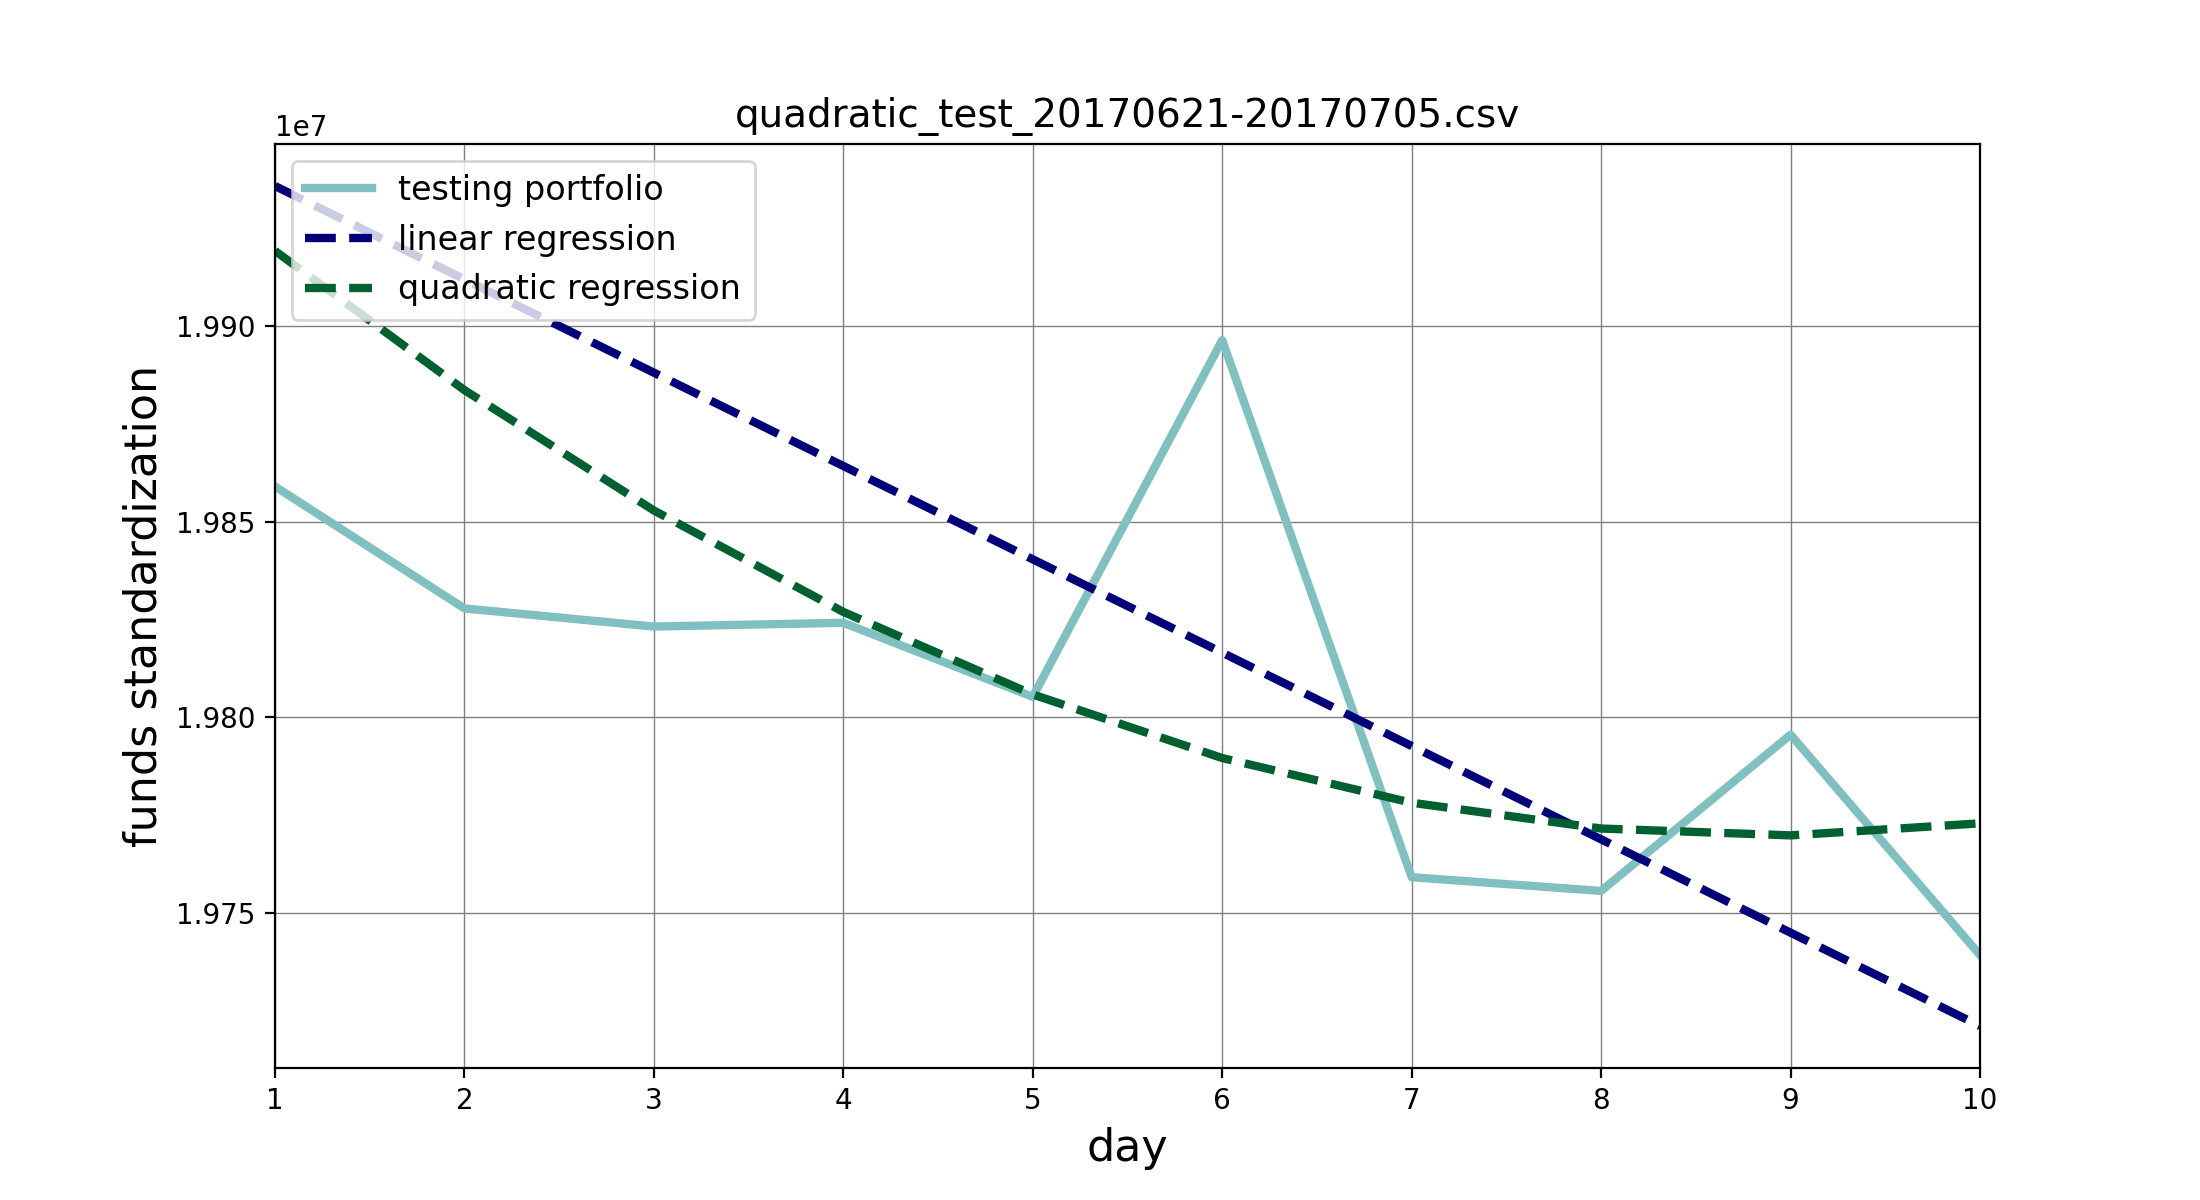 quadratic_test_20170621-20170705.csv
1e7
testing portfolio
linear regression
quadratic regression
funds standardization
1.990
1.985
1.980
1.975
1 2 3 4 5 6 7 8 9 10
day